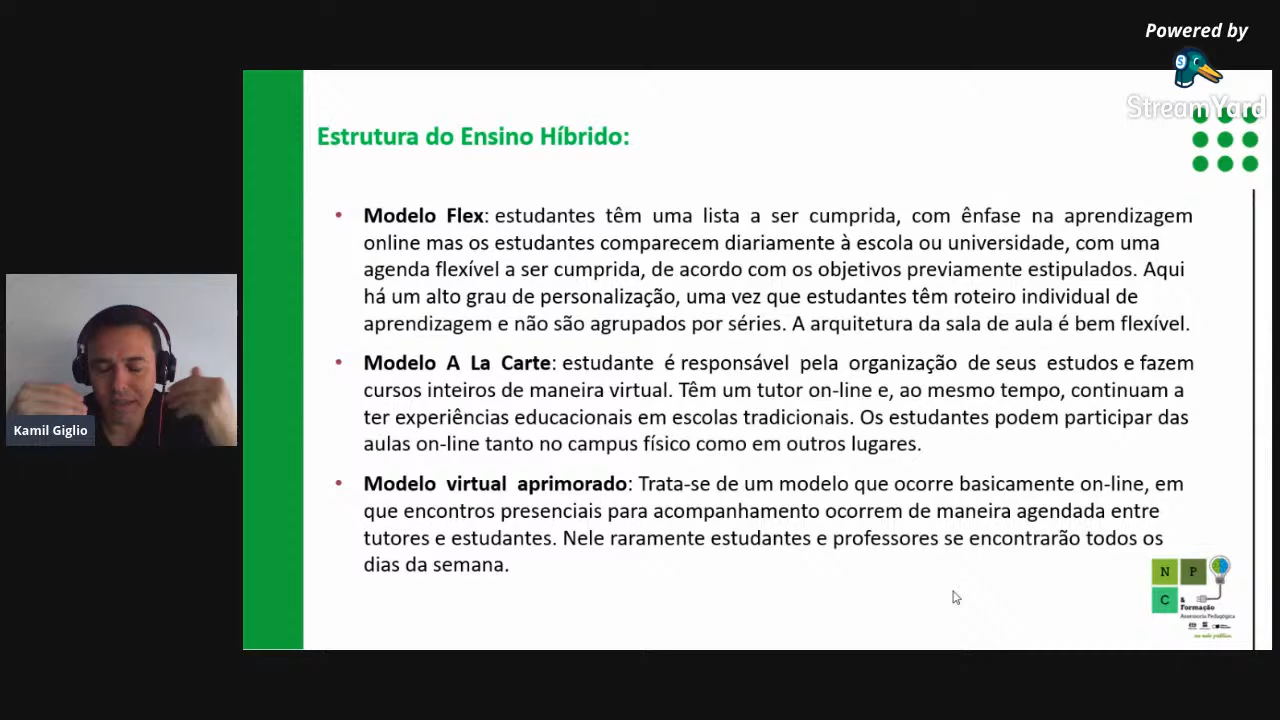 Powered by
StreamYard
Estrutura do Ensino Híbrido:
• Modelo Flex: estudantes têm uma lista a ser cumprida, com ênfase na aprendizagem
online mas os estudantes comparecem diariamente à escola ou universidade, com uma
agenda flexível a ser cumprida, de acordo com os objetivos previamente estipulados. Aqui
há um alto grau de personalização, uma vez que estudantes têm roteiro individual de
aprendizagem e não são agrupados por séries. A arquitetura da sala de aula é bem flexível.
• Modelo A La Carte: estudante é responsável pela organização de seus estudos e fazem
cursos inteiros de maneira virtual. Têm um tutor on-line e, ao mesmo tempo, continuam a
ter experiências educacionais em escolas tradicionais. Os estudantes podem participar das
aulas on-line tanto no campus físico como em outros lugares.
• Modelo virtual aprimorado: Trata-se de um modelo que ocorre basicamente on-line, em
que encontros presenciais para acompanhamento ocorrem de maneira agendada entre
tutores e estudantes. Nele raramente estudantes e professores se encontrarão todos os
dias da semana.
Kamil Giglio
N P
C &
Formação
Assessoria Pedagógica